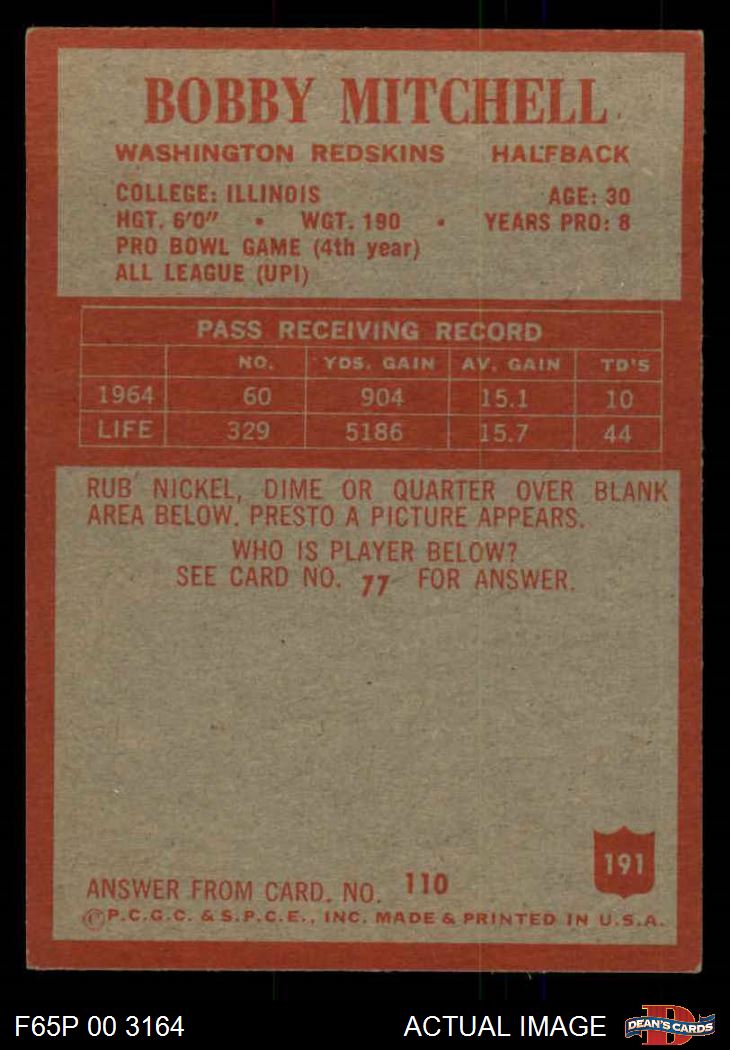 BOBBY MITCHELL
WASHINGTON REDSKINS HALFBACK
COLLEGE: ILLINOIS AGE: 30
HGT. 6'0" • WGT. 190 • YEARS PRO: 8
PRO BOWL GAME (4th year)
ALL LEAGUE (UPI)
PASS RECEIVING RECORD
NO. YDS. GAIN AV. GAIN TD'S
1964 60 904 15.1 10
LIFE 329 5186 15.7 44
RUB NICKEL, DIME OR QUARTER OVER BLANK
AREA BELOW. PRESTO A PICTURE APPEARS.
WHO IS PLAYER BELOW?
SEE CARD NO. 77 FOR ANSWER.
191
ANSWER FROM CARD. NO. 110
©P.C.G.C. & S.P.C.E., INC. MADE & PRINTED IN U.S.A.
F65P 00 3164 ACTUAL IMAGE
D
DEAN'S CARDS